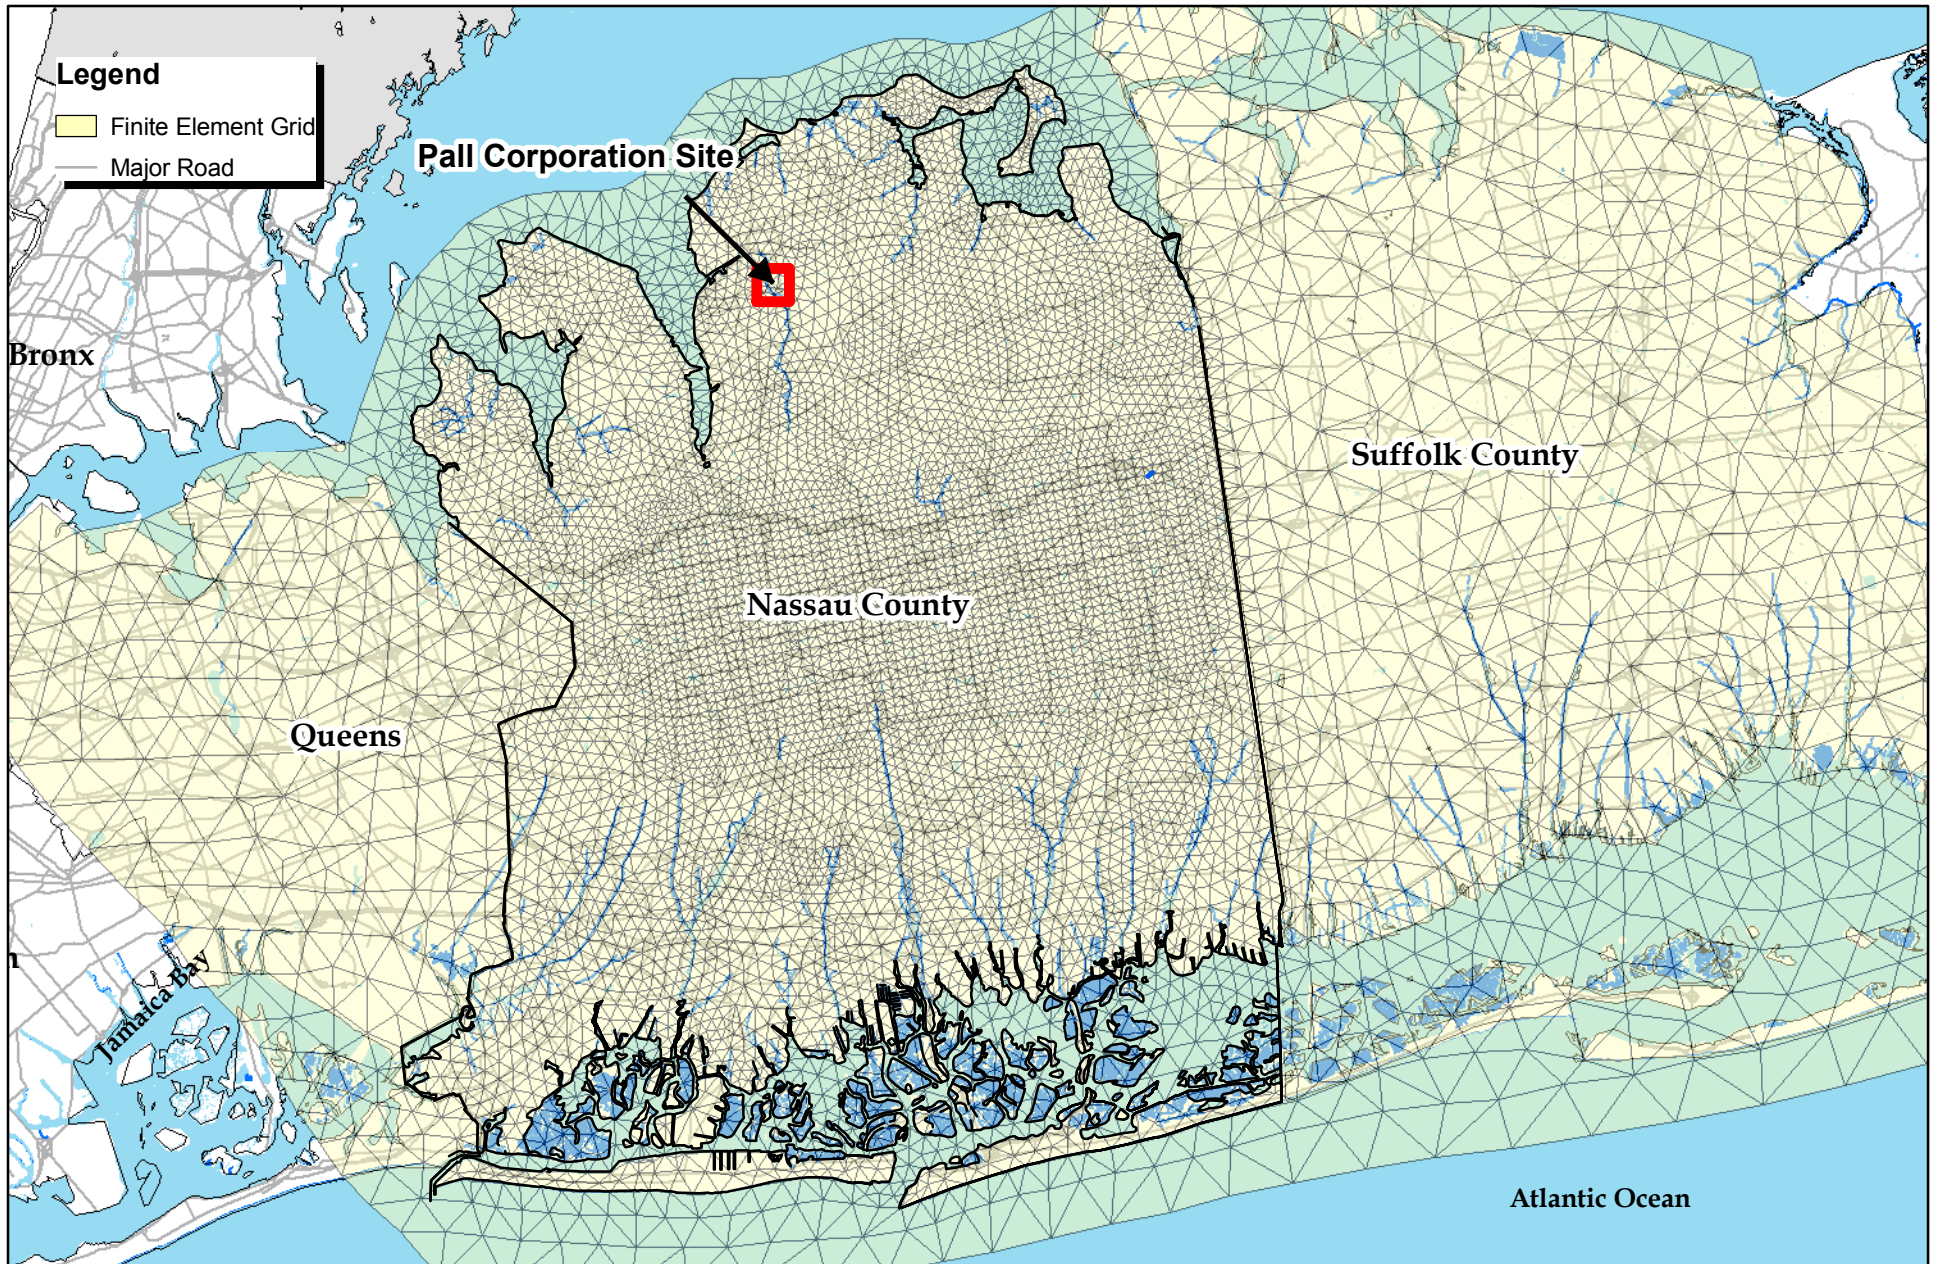 Legend
Finite Element Grid
Major Road
Pall Corporation Site
Bronx
Suffolk County
Nassau County
Queens
n
Jamaica Bay
Atlantic Ocean